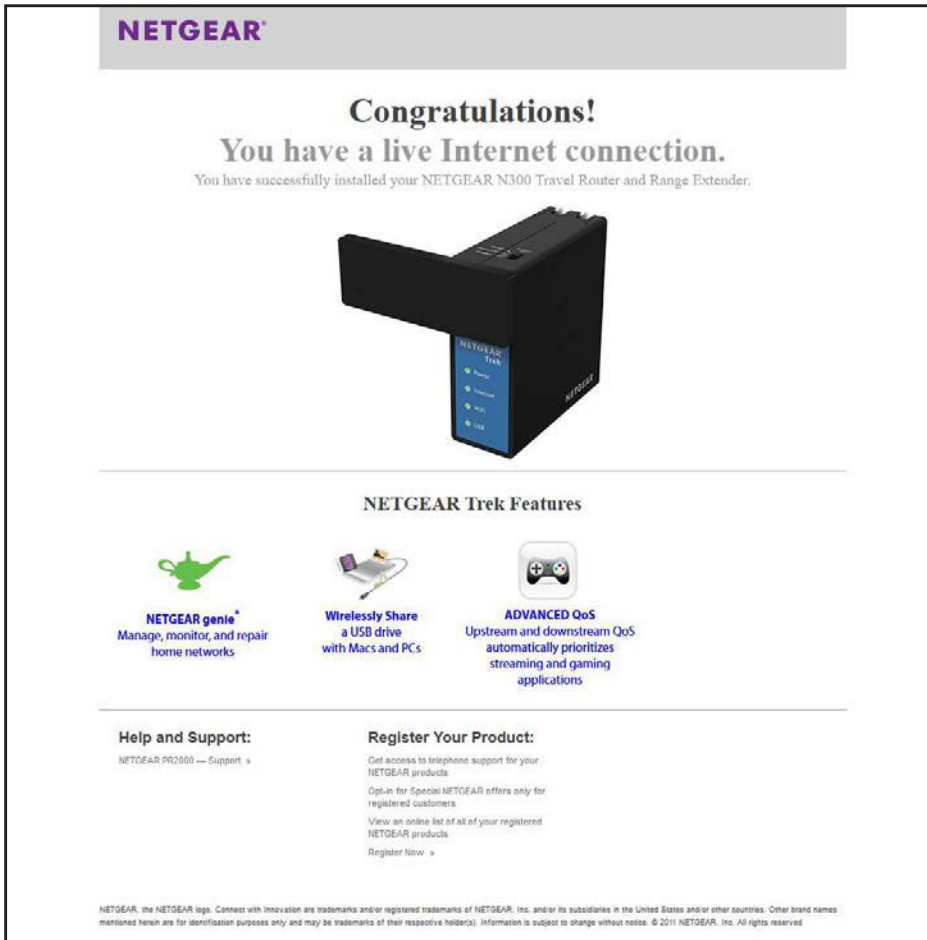 NETGEAR®
Congratulations!
You have a live Internet connection.
You have successfully installed your NETGEAR N300 Travel Router and Range Extender.
NETGEAR
Trek
Power
Internet
WiFi
USB
NETGEAR
NETGEAR Trek Features
NETGEAR genie®
Manage, monitor, and repair
home networks
Wirelessly Share
a USB drive
with Macs and PCs
ADVANCED QoS
Upstream and downstream QoS
automatically prioritizes
streaming and gaming
applications
Help and Support:
NETGEAR PR2000 — Support »
Register Your Product:
Get access to telephone support for your
NETGEAR products
Opt-in for Special NETGEAR offers only for
registered customers
View an online list of all of your registered
NETGEAR products
Register Now »
NETGEAR, the NETGEAR logo, Connect with Innovation are trademarks and/or registered trademarks of NETGEAR, Inc. and/or its subsidiaries in the United States and/or other countries. Other brand names
mentioned herein are for identification purposes only and may be trademarks of their respective holder(s). Information is subject to change without notice. © 2011 NETGEAR, Inc. All rights reserved